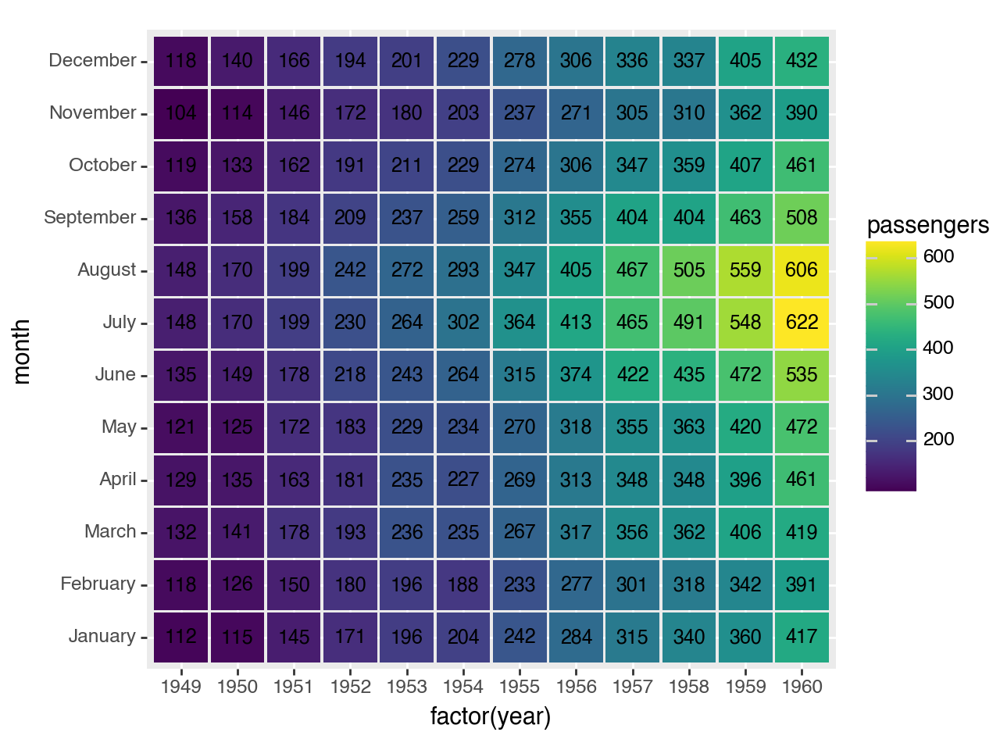 December 118 140 166 194 201 229 278 306 336 337 405 432
November 104 114 146 172 180 203 237 271 305 310 362 390
October 119 133 162 191 211 229 274 306 347 359 407 461
September 136 158 184 209 237 259 312 355 404 404 463 508
August 148 170 199 242 272 293 347 405 467 505 559 606
July 148 170 199 230 264 302 364 413 465 491 548 622
June 135 149 178 218 243 264 315 374 422 435 472 535
May 121 125 172 183 229 234 270 318 355 363 420 472
April 129 135 163 181 235 227 269 313 348 348 396 461
March 132 141 178 193 236 235 267 317 356 362 406 419
February 118 126 150 180 196 188 233 277 301 318 342 391
January 112 115 145 171 196 204 242 284 315 340 360 417
1949 1950 1951 1952 1953 1954 1955 1956 1957 1958 1959 1960
factor(year)
month
passengers
600
500
400
300
200